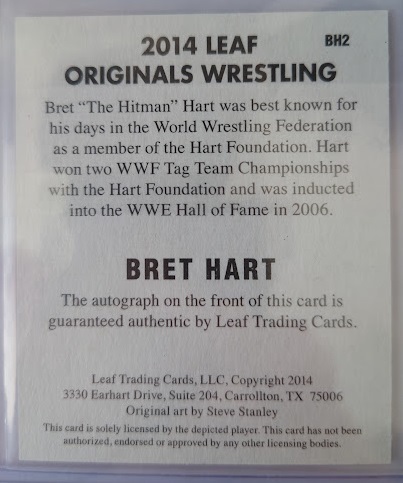 2014 LEAF BH2
ORIGINALS WRESTLING
Bret “The Hitman” Hart was best known for
his days in the World Wrestling Federation
as a member of the Hart Foundation. Hart
won two WWF Tag Team Championships
with the Hart Foundation and was inducted
into the WWE Hall of Fame in 2006.
BRET HART
The autograph on the front of this card is
guaranteed authentic by Leaf Trading Cards.
Leaf Trading Cards, LLC, Copyright 2014
3330 Earhart Drive, Suite 204, Carrollton, TX 75006
Original art by Steve Stanley
This card is solely licensed by the depicted player. This card has not been
authorized, endorsed or approved by any other licensing bodies.